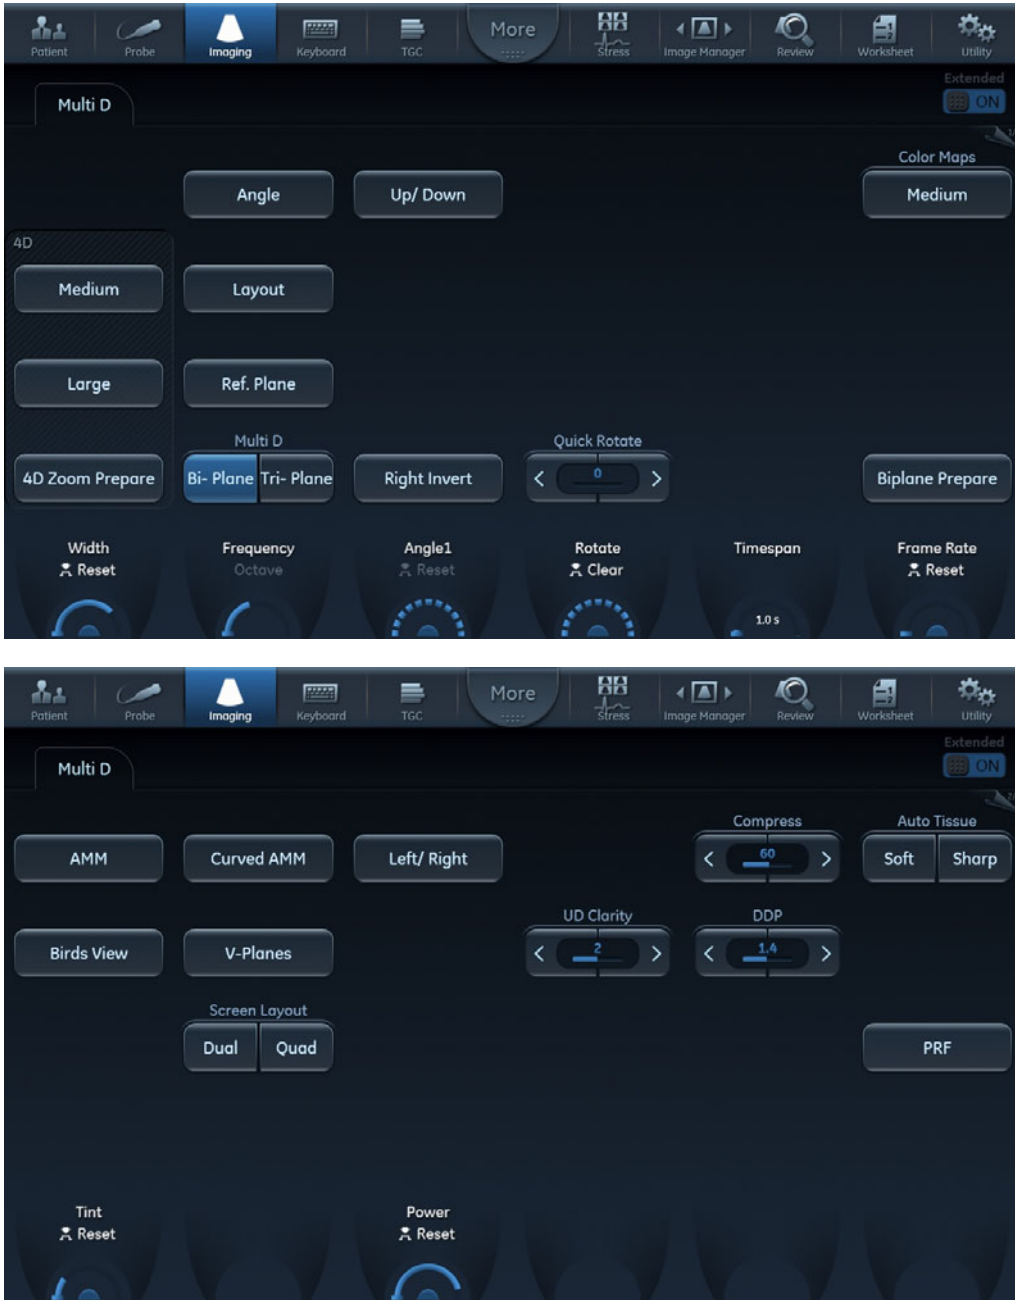 Patient Probe Imaging Keyboard TGC More Stress Image Manager Review Worksheet Utility
Extended
Multi D ON
Color Maps
Angle Up/ Down Medium
4D
Medium Layout
Large Ref. Plane
Multi D Quick Rotate
4D Zoom Prepare Bi- Plane Tri- Plane Right Invert < 0 > Biplane Prepare
Width Frequency Angle1 Rotate Timespan Frame Rate
Reset Octave Reset Clear Reset
1.0 s
Patient Probe Imaging Keyboard TGC More Stress Image Manager Review Worksheet Utility
Extended
Multi D ON
Compress Auto Tissue
AMM Curved AMM Left/ Right < 60 > Soft Sharp
UD Clarity DDP
Birds View V-Planes < 2 > < 1.4 >
Screen Layout
Dual Quad PRF
Tint Power
Reset Reset